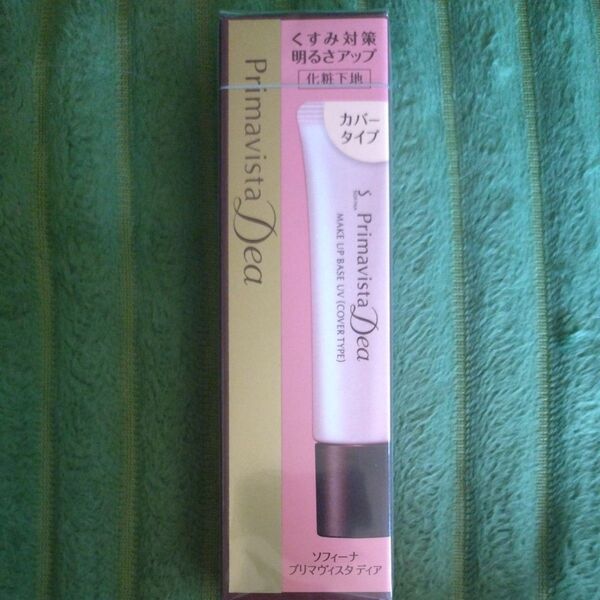 くすみ対策
明るさアップ
化粧下地
カバー
タイプ
Primavista
Dea
S
Primavista
Dea
MAKE UP BASE UV (COVER TYPE)
ソフィーナ
プリマヴィスタ ディア